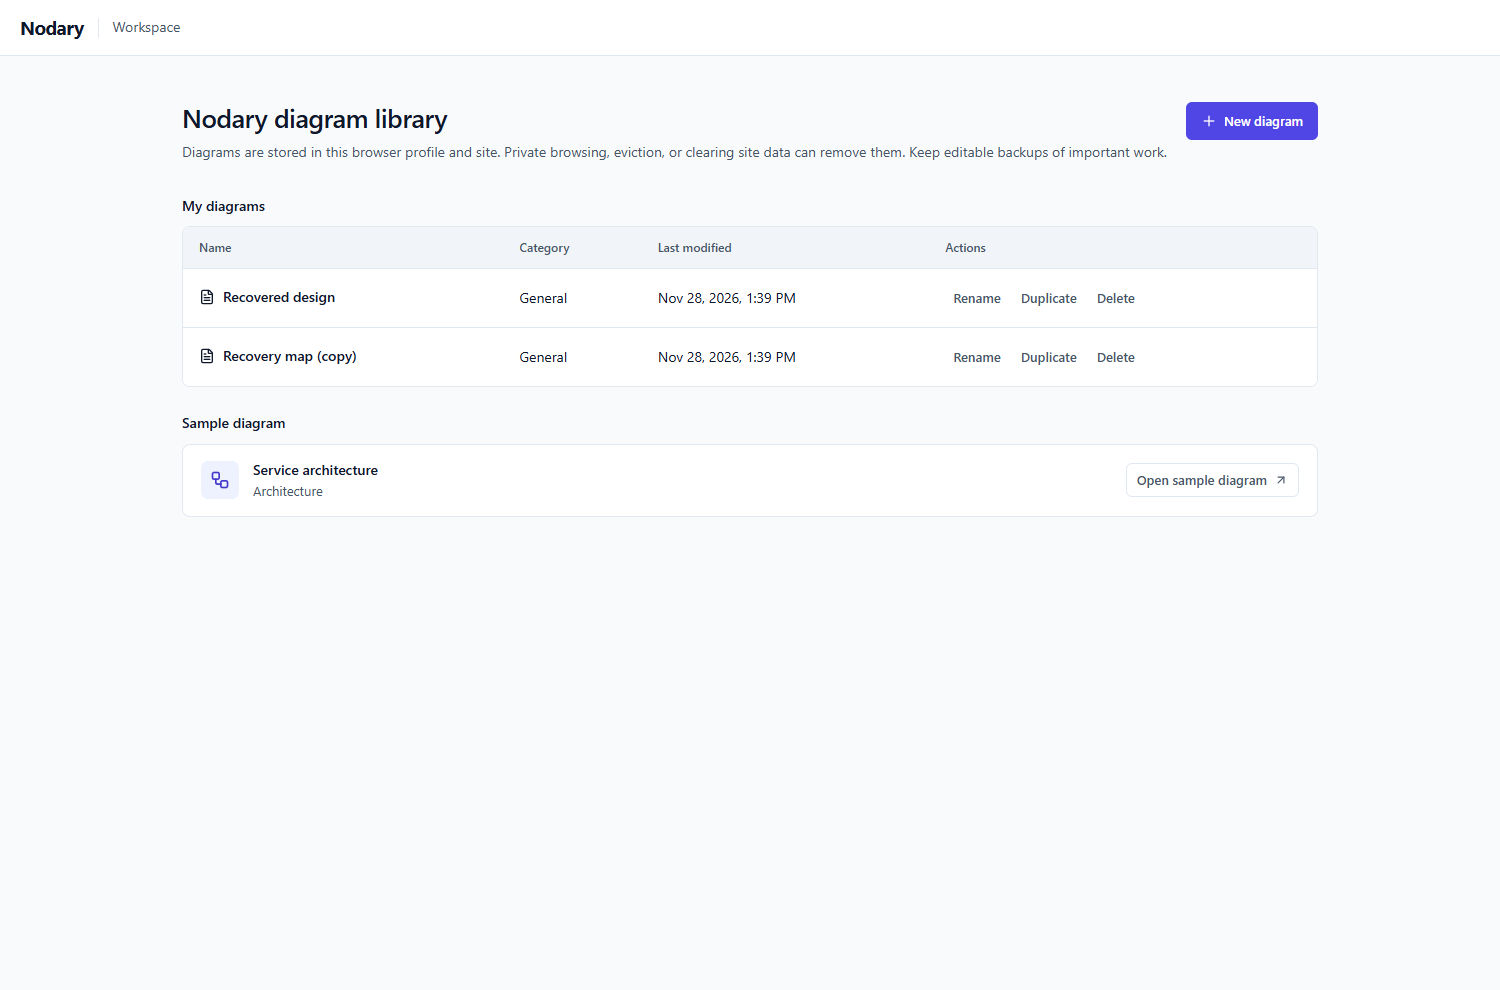 Nodary
Workspace
Nodary diagram library
New diagram
Diagrams are stored in this browser profile and site. Private browsing, eviction, or clearing site data can remove them. Keep editable backups of important work.
My diagrams
Name Category Last modified Actions
Recovered design General Nov 28, 2026, 1:39 PM Rename Duplicate Delete
Recovery map (copy) General Nov 28, 2026, 1:39 PM Rename Duplicate Delete
Sample diagram
Service architecture
Architecture
Open sample diagram